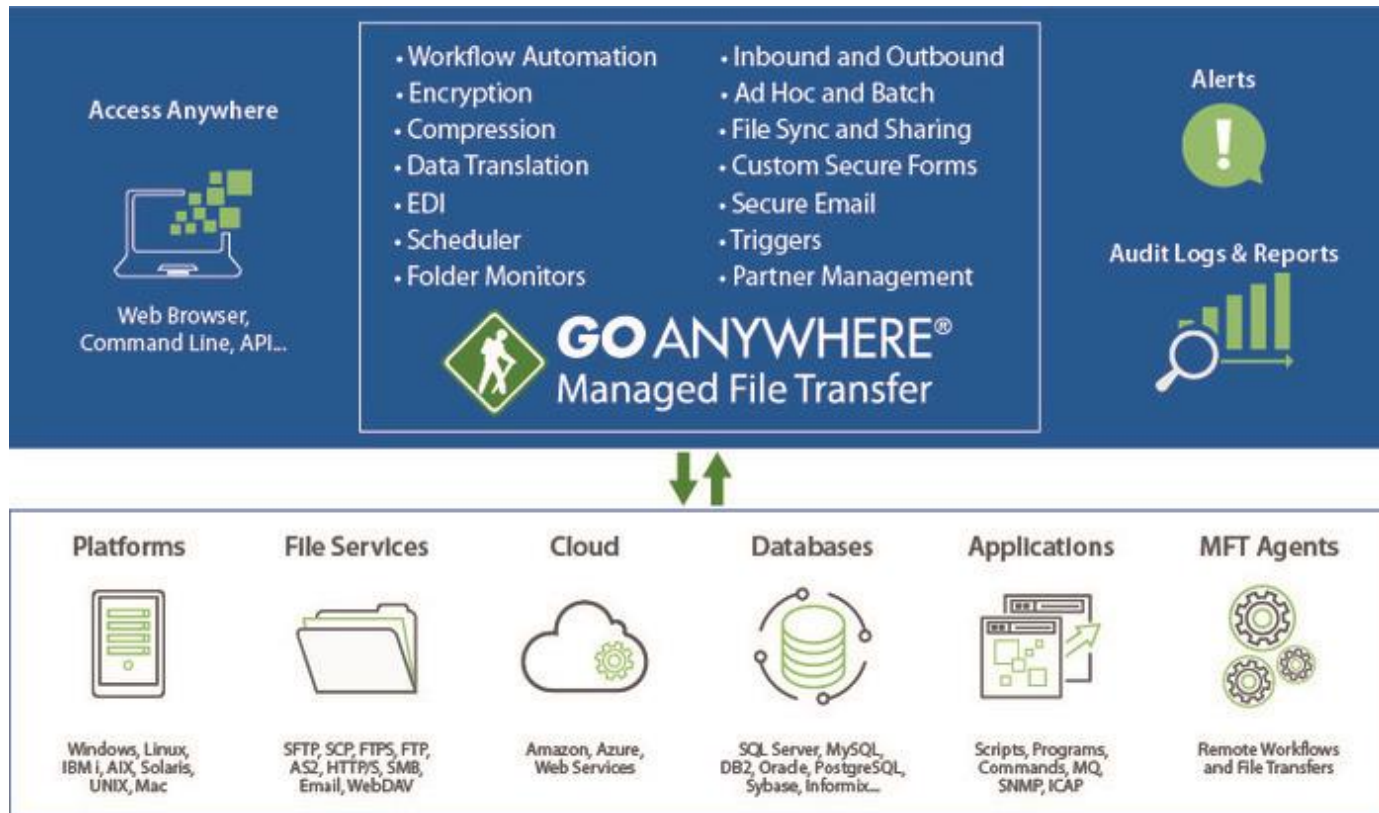 Access Anywhere
Web Browser,
Command Line, API...
• Workflow Automation
• Encryption
• Compression
• Data Translation
• EDI
• Scheduler
• Folder Monitors
• Inbound and Outbound
• Ad Hoc and Batch
• File Sync and Sharing
• Custom Secure Forms
• Secure Email
• Triggers
• Partner Management
GO ANYWHERE®
Managed File Transfer
Alerts
!
Audit Logs & Reports
Platforms
Windows, Linux,
IBM i, AIX, Solaris,
UNIX, Mac
File Services
SFTP, SCP, FTPS, FTP,
AS2, HTTP/S, SMB,
Email, WebDAV
Cloud
Amazon, Azure,
Web Services
Databases
SQL Server, MySQL,
DB2, Oracle, PostgreSQL,
Sybase, Informix...
Applications
Scripts, Programs,
Commands, MQ,
SNMP, ICAP
MFT Agents
Remote Workflows
and File Transfers